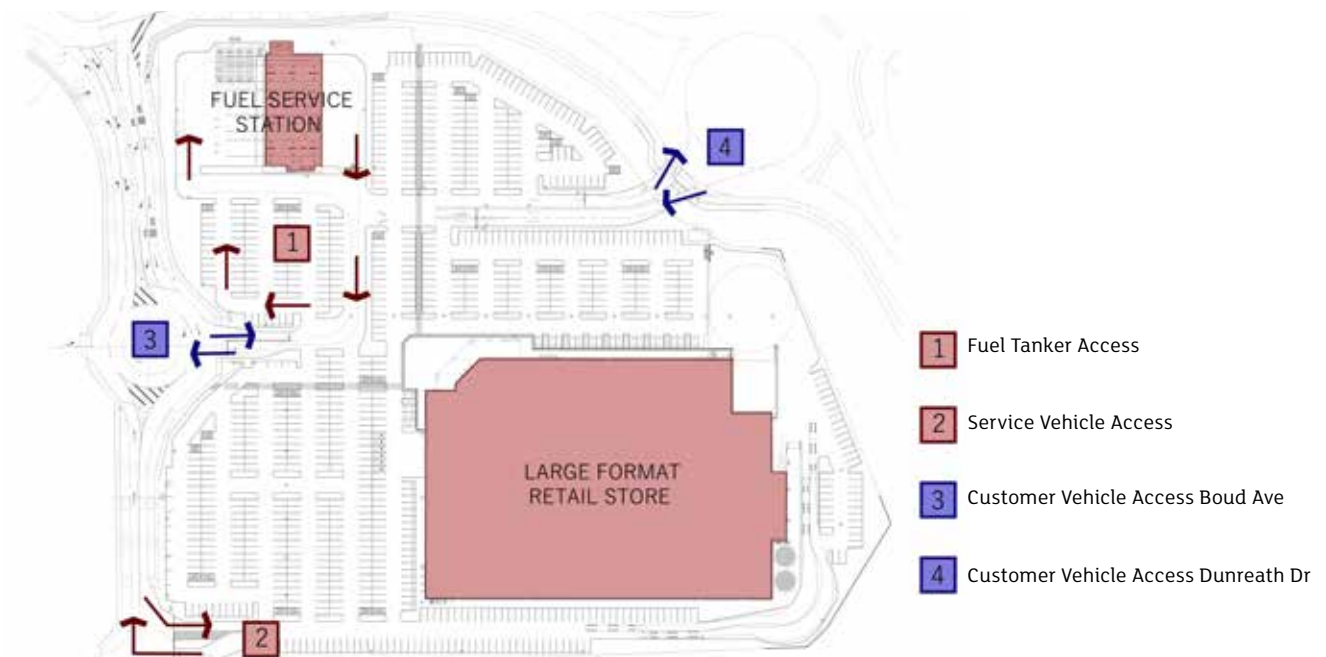 FUEL SERVICE
STATION
4
1
3
LARGE FORMAT
RETAIL STORE
2
1 Fuel Tanker Access
2 Service Vehicle Access
3 Customer Vehicle Access Boud Ave
4 Customer Vehicle Access Dunreath Dr